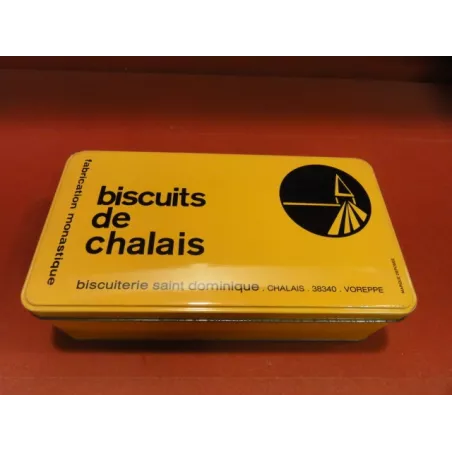 fabrication monastique
biscuits
de
chalais
biscuiterie saint dominique . CHALAIS . 38340 . VOREPPE